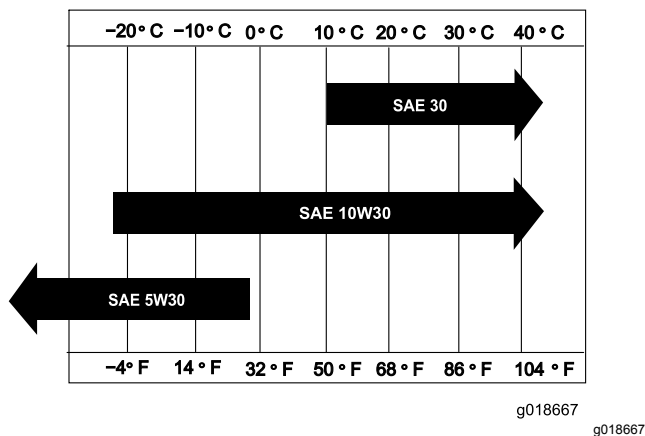 −20° C −10° C 0° C 10° C 20° C 30° C 40° C
SAE 30
SAE 10W30
SAE 5W30
−4° F 14° F 32° F 50° F 68° F 86° F 104° F
g018667
g018667